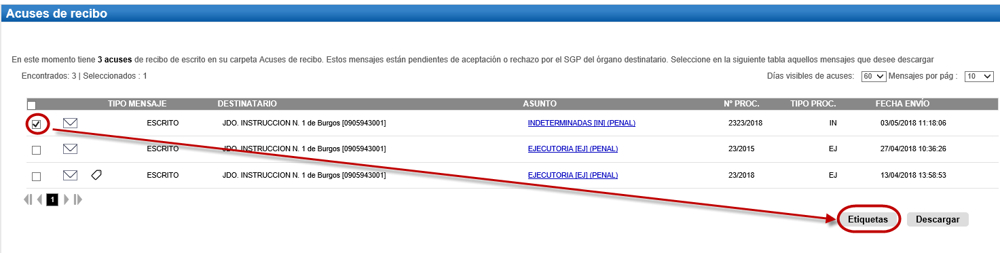 Acuses de recibo
En este momento tiene 3 acuses de recibo de escrito en su carpeta Acuses de recibo. Estos mensajes están pendientes de aceptación o rechazo por el SGP del órgano destinatario. Seleccione en la siguiente tabla aquellos mensajes que desee descargar
Encontrados: 3 | Seleccionados : 1 Días visibles de acuses: 60 Mensajes por pág : 10
TIPO MENSAJE DESTINATARIO ASUNTO Nº PROC. TIPO PROC. FECHA ENVÍO
ESCRITO JDO. INSTRUCCION N. 1 de Burgos [0905943001] INDETERMINADAS [IN] (PENAL) 2323/2018 IN 03/05/2018 11:18:06
ESCRITO JDO. INSTRUCCION N. 1 de Burgos [0905943001] EJECUTORIA [EJ] (PENAL) 23/2015 EJ 27/04/2018 10:36:26
ESCRITO JDO. INSTRUCCION N. 1 de Burgos [0905943001] EJECUTORIA [EJ] (PENAL) 23/2018 EJ 13/04/2018 13:58:53
1
Etiquetas Descargar